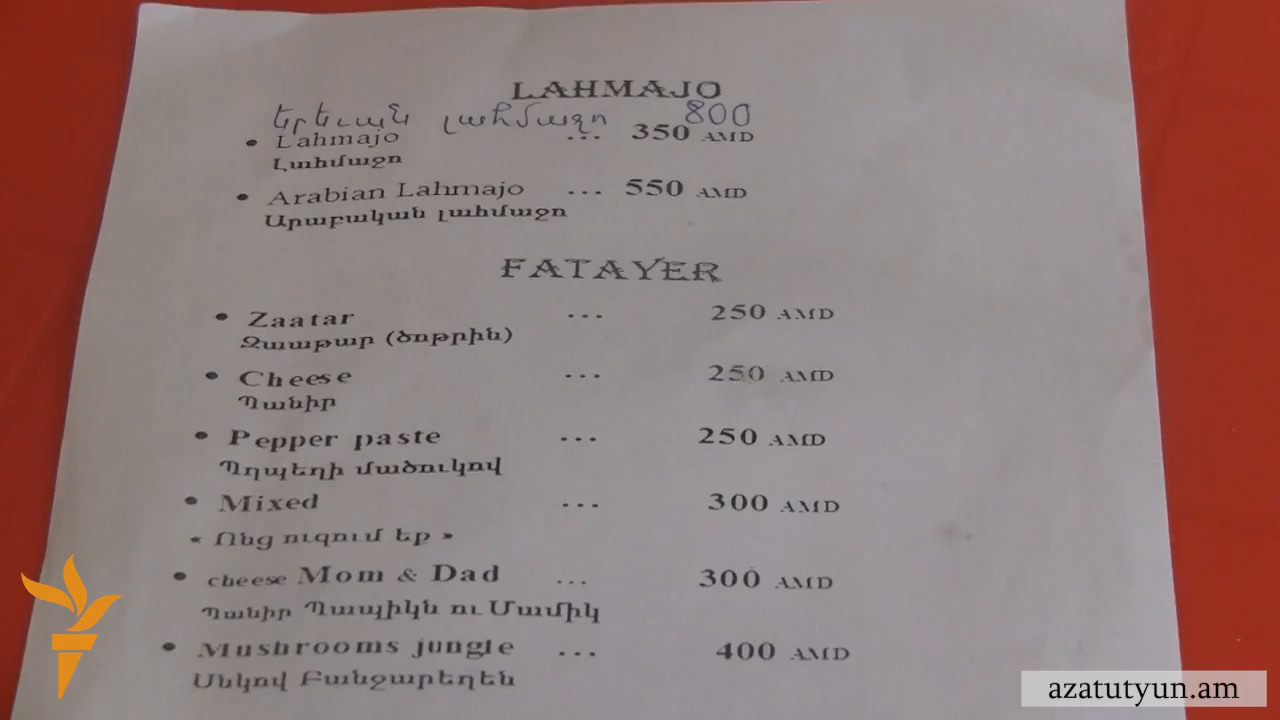 LAHMAJO
երեւան լահմաջո 800
• Lahmajo ... 350 AMD
Լահմաջո
• Arabian Lahmajo ... 550 AMD
Արաբական լահմաջո
FATAYER
• Zaatar ... 250 AMD
Զաաթար (ծոթրին)
• Cheese ... 250 AMD
Պանիր
• Pepper paste ... 250 AMD
Պղպեղի մածուկով
• Mixed ... 300 AMD
« Ոնց ուզում եք »
• cheese Mom & Dad ... 300 AMD
Պանիր Պապիկն ու Մամիկ
• Mushrooms jungle ... 400 AMD
Սնկով Բանջարեղեն
azatutyun.am